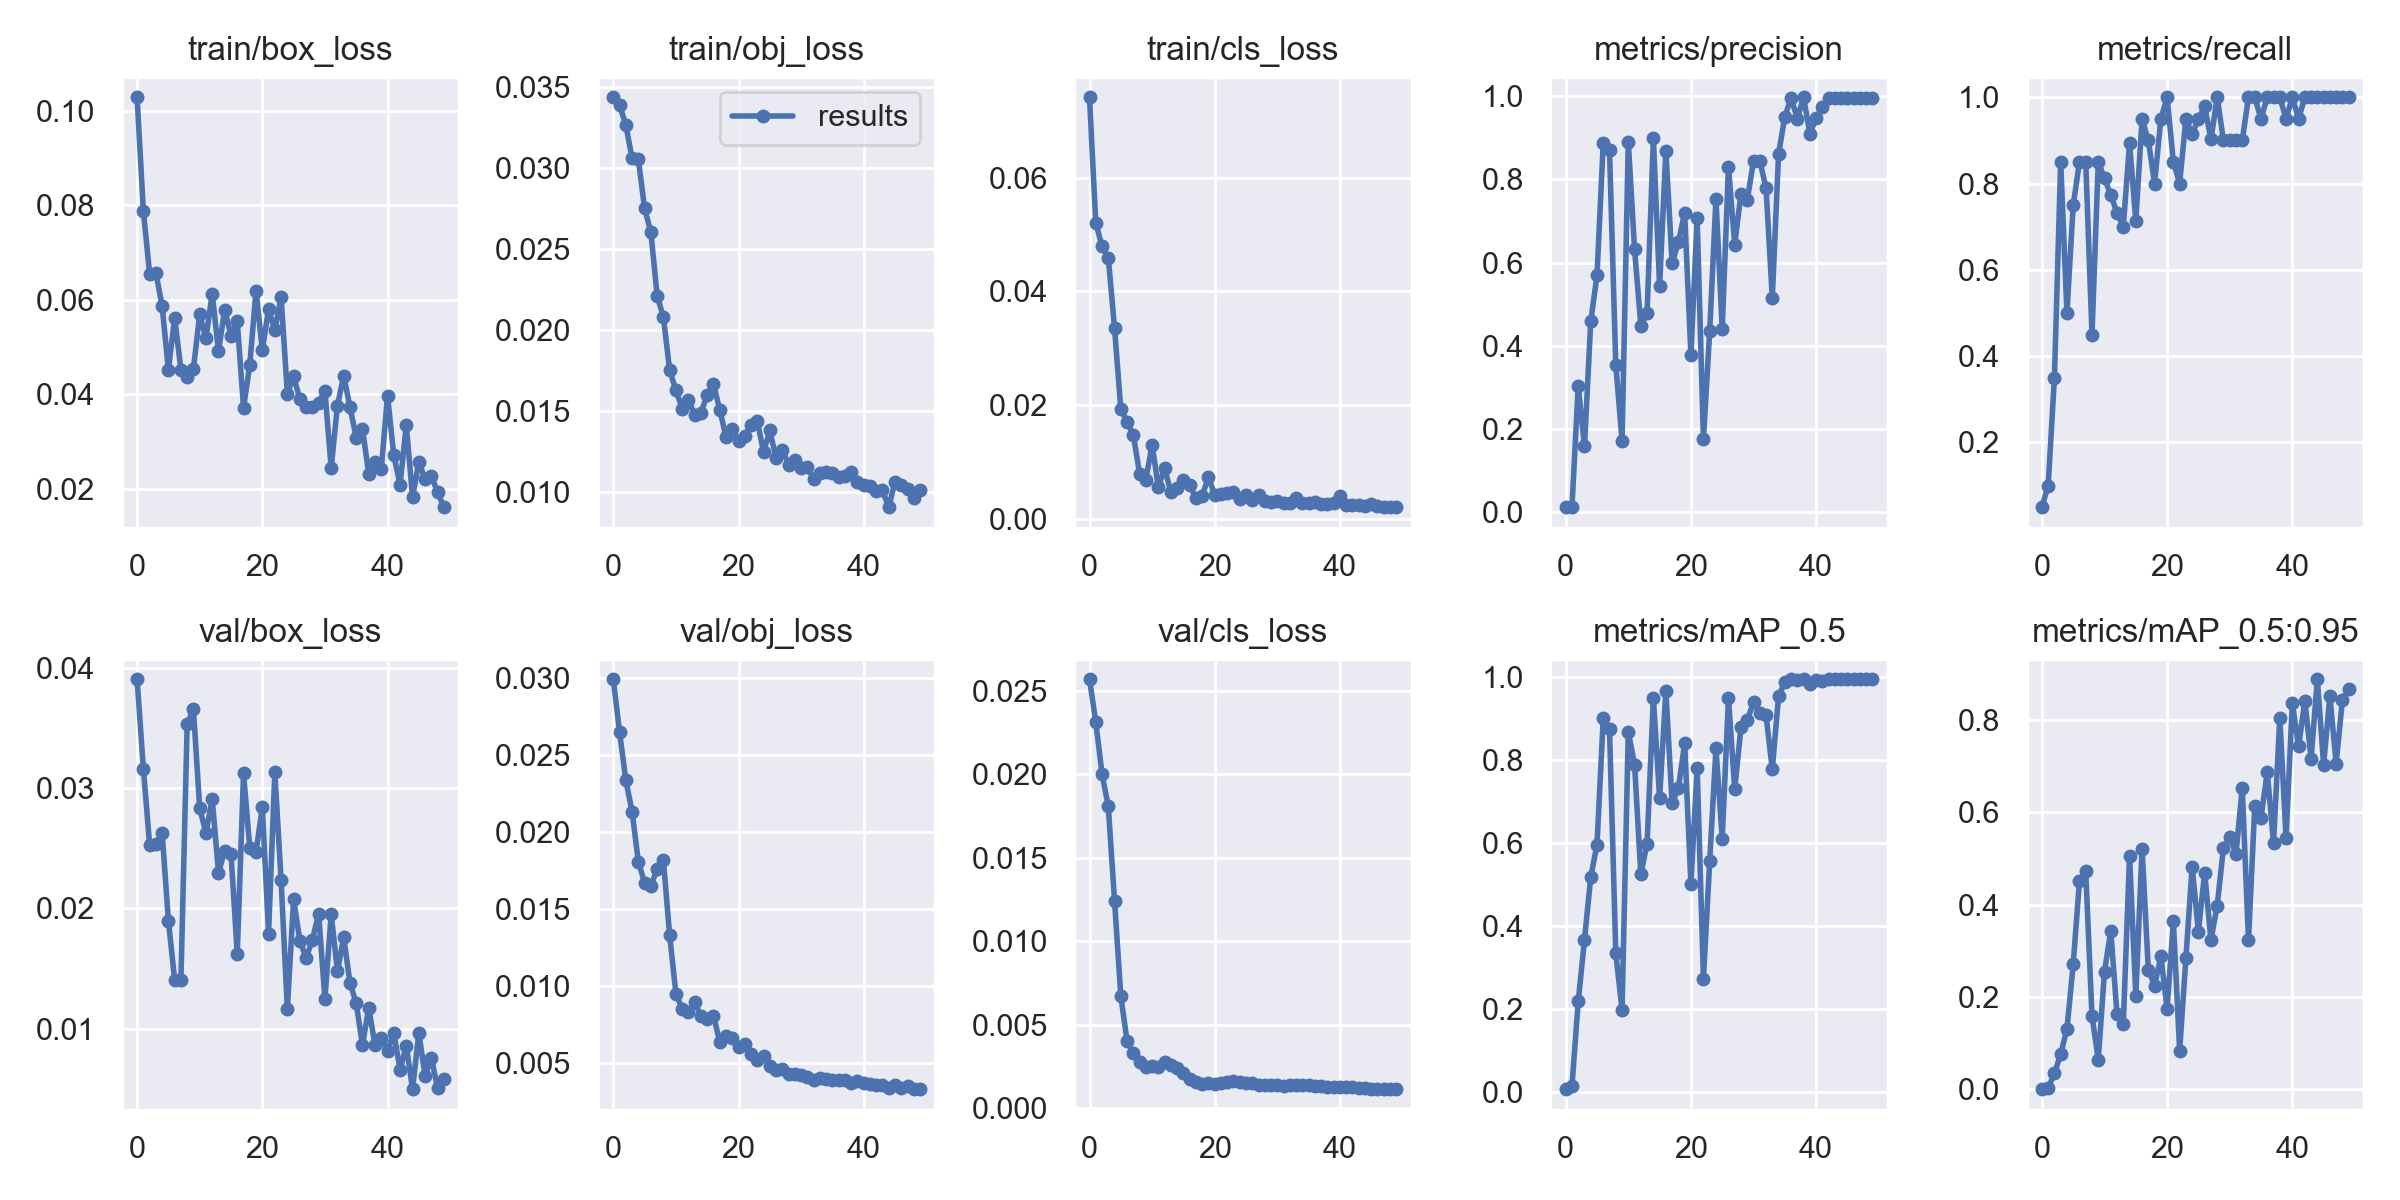 train/box_loss
0.10
0.08
0.06
0.04
0.02
0 20 40
train/obj_loss
results
0.035
0.030
0.025
0.020
0.015
0.010
0 20 40
train/cls_loss
0.06
0.04
0.02
0.00
0 20 40
metrics/precision
1.0
0.8
0.6
0.4
0.2
0.0
0 20 40
metrics/recall
1.0
0.8
0.6
0.4
0.2
0 20 40
val/box_loss
0.04
0.03
0.02
0.01
0 20 40
val/obj_loss
0.030
0.025
0.020
0.015
0.010
0.005
0 20 40
val/cls_loss
0.025
0.020
0.015
0.010
0.005
0.000
0 20 40
metrics/mAP_0.5
1.0
0.8
0.6
0.4
0.2
0.0
0 20 40
metrics/mAP_0.5:0.95
0.8
0.6
0.4
0.2
0.0
0 20 40